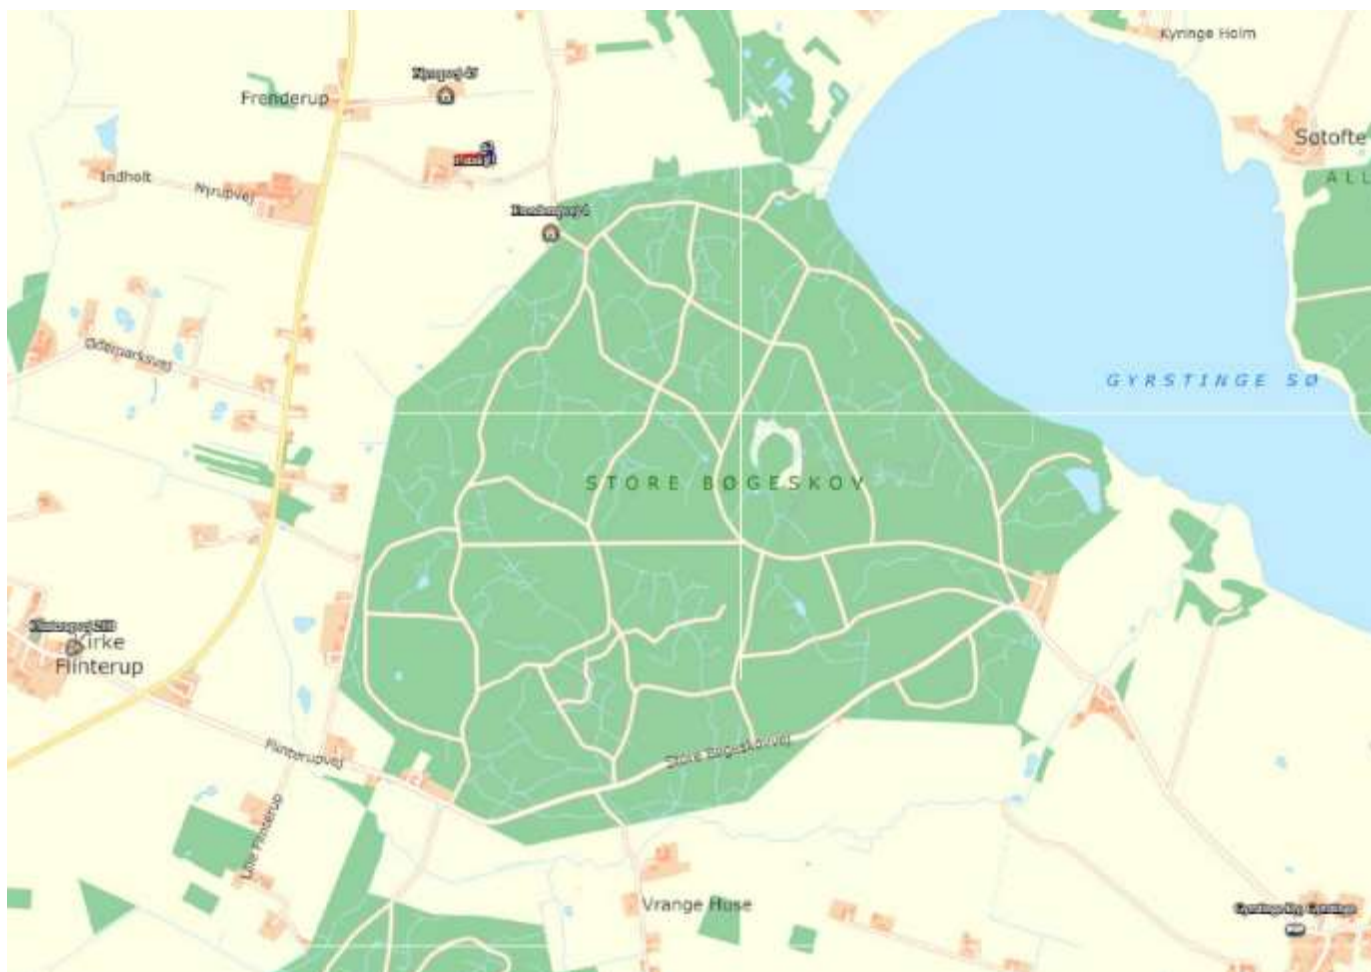 Kyringe Holm
Frenderup
Søtofte
Indholt
Nyrupvej
ALL
Øderparksvej
GYRSTINGE SØ
STORE BØGESKOV
Kirke
Flinterup
Flinterupvej
Store Bøgeskovvej
Lille Flinterup
Vrange Huse